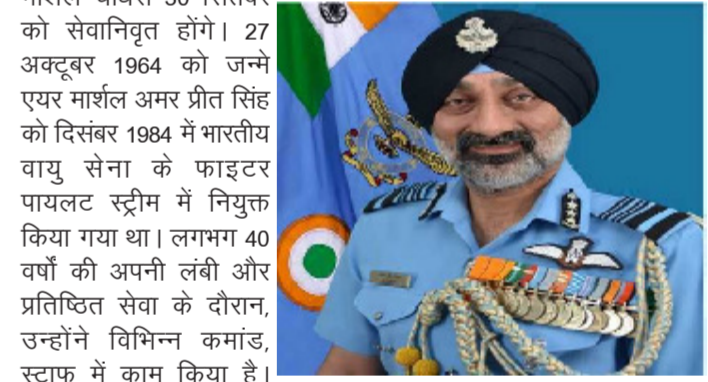 को सेवानिवृत होंगे। 27
अक्टूबर 1964 को जन्मे
एयर मार्शल अमर प्रीत सिंह
को दिसंबर 1984 में भारतीय
वायु सेना के फाइटर
पायलट स्ट्रीम में नियुक्त
किया गया था। लगभग 40
वर्षों की अपनी लंबी और
प्रतिष्ठित सेवा के दौरान,
उन्होंने विभिन्न कमांड,
स्टाफ में काम किया है।